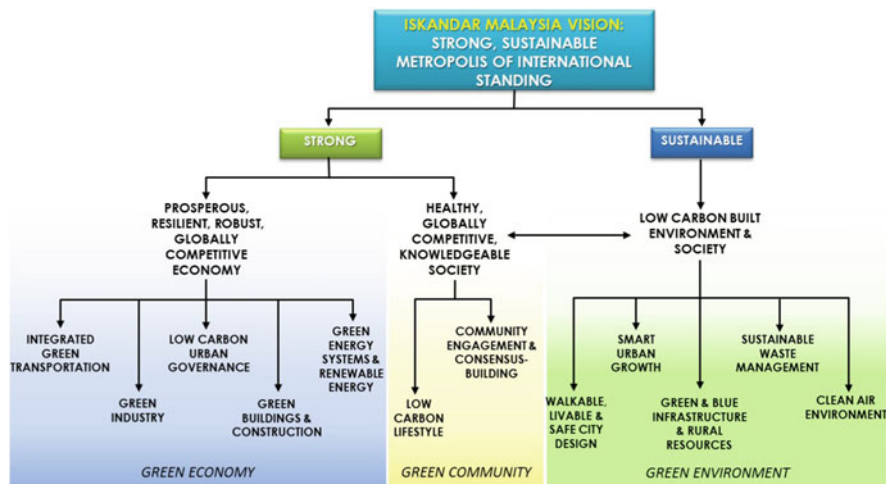 ISKANDAR MALAYSIA VISION:
STRONG, SUSTAINABLE
METROPOLIS OF INTERNATIONAL
STANDING
STRONG
SUSTAINABLE
PROSPEROUS,
RESILIENT, ROBUST,
GLOBALLY
COMPETITIVE
ECONOMY
HEALTHY,
GLOBALLY
COMPETITIVE,
KNOWLEDGEABLE
SOCIETY
LOW CARBON BUILT
ENVIRONMENT &
SOCIETY
INTEGRATED
GREEN
TRANSPORTATION
GREEN
INDUSTRY
LOW CARBON
URBAN
GOVERNANCE
GREEN
BUILDINGS &
CONSTRUCTION
GREEN
ENERGY
SYSTEMS &
RENEWABLE
ENERGY
LOW
CARBON
LIFESTYLE
COMMUNITY
ENGAGEMENT &
CONSENSUS-
BUILDING
WALKABLE,
LIVABLE &
SAFE CITY
DESIGN
SMART
URBAN
GROWTH
GREEN & BLUE
INFRASTRUCTURE
& RURAL
RESOURCES
SUSTAINABLE
WASTE
MANAGEMENT
CLEAN AIR
ENVIRONMENT
GREEN ECONOMY
GREEN COMMUNITY
GREEN ENVIRONMENT